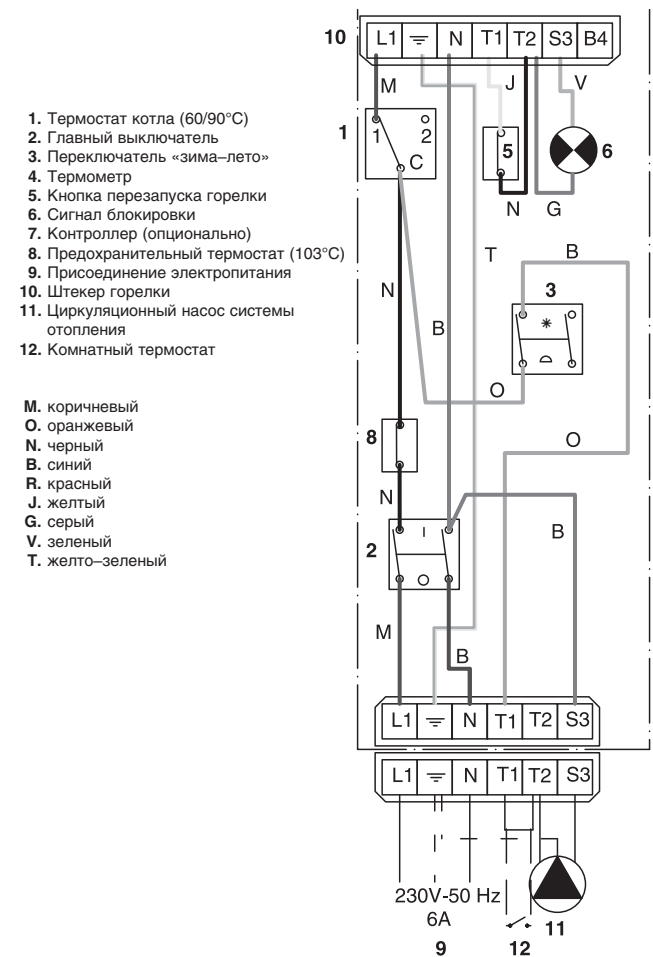 10 L1 ⏚ N T1 T2 S3 B4
M J V
1. Термостат котла (60/90°C)
2. Главный выключатель
3. Переключатель «зима–лето»
4. Термометр
5. Кнопка перезапуска горелки
6. Сигнал блокировки
7. Контроллер (опционально)
8. Предохранительный термостат (103°C)
9. Присоединение электропитания
10. Штекер горелки
11. Циркуляционный насос системы
отопления
12. Комнатный термостат
M. коричневый
O. оранжевый
N. черный
B. синий
R. красный
J. желтый
G. серый
V. зеленый
T. желто–зеленый
1 1 2 5 6
C
N G
T B
N 3
B
O
8 O
N
2 I B
O
M
B
L1 ⏚ N T1 T2 S3
L1 ⏚ N T1 T2 S3
230V-50 Hz
6A 11
9 12